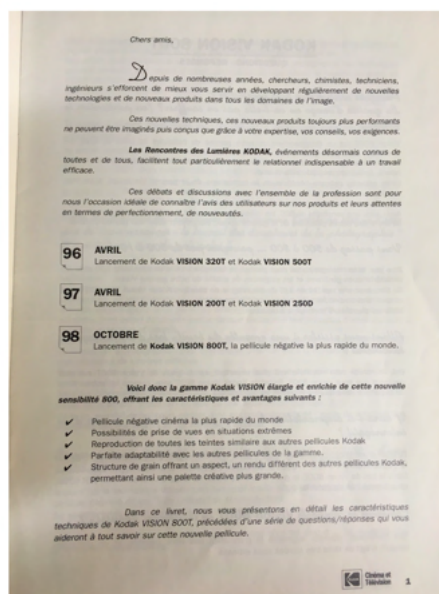 Chers amis,
Depuis de nombreuses années, chercheurs, chimistes, techniciens,
ingénieurs s'efforcent de mieux vous servir en développant régulièrement de nouvelles
technologies et de nouveaux produits dans tous les domaines de l'image.
Ces nouvelles techniques, ces nouveaux produits toujours plus performants
ne peuvent être imaginés puis conçus que grâce à votre expertise, vos conseils, vos exigences.
Les Rencontres des Lumières KODAK, événements désormais connus de
toutes et de tous, facilitent tout particulièrement le relationnel indispensable à un travail
efficace.
Ces débats et discussions avec l'ensemble de la profession sont pour
nous l'occasion idéale de connaître l'avis des utilisateurs sur nos produits et leurs attentes
en termes de perfectionnement, de nouveautés.
96 AVRIL
Lancement de Kodak VISION 320T et Kodak VISION 500T
97 AVRIL
Lancement de Kodak VISION 200T et Kodak VISION 250D
98 OCTOBRE
Lancement de Kodak VISION 800T, la pellicule négative la plus rapide du monde.
Voici donc la gamme Kodak VISION élargie et enrichie de cette nouvelle
sensibilité 800, offrant les caractéristiques et avantages suivants :
✔ Pellicule négative cinéma la plus rapide du monde
✔ Possibilités de prise de vues en situations extrêmes
✔ Reproduction de toutes les teintes similaire aux autres pellicules Kodak
✔ Parfaite adaptabilité avec les autres pellicules de la gamme.
✔ Structure de grain offrant un aspect, un rendu différent des autres pellicules Kodak,
permettant ainsi une palette créative plus grande.
Dans ce livret, nous vous présentons en détail les caractéristiques
techniques de Kodak VISION 800T, précédées d'une série de questions/réponses qui vous
aideront à tout savoir sur cette nouvelle pellicule.
Cinéma et
Télévision 1